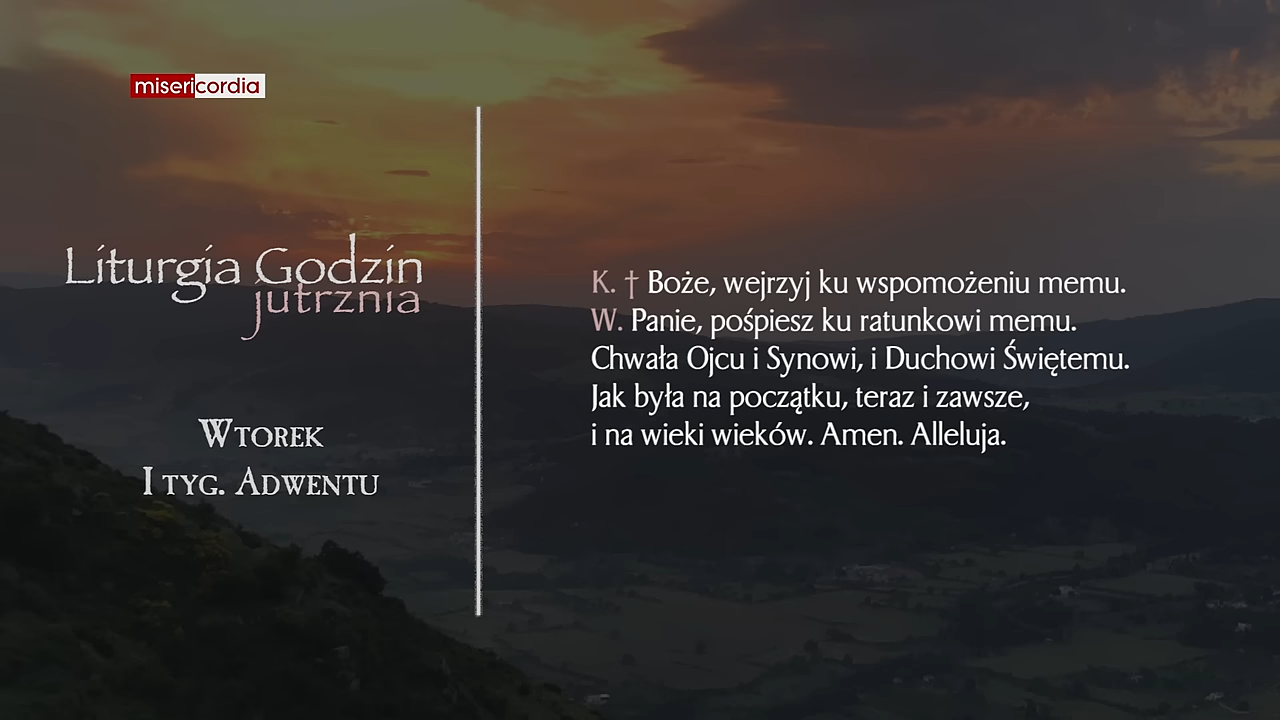 misericordia
Liturgia Godzin
jutrznia
Wtorek
I tyg. Adwentu
K. † Boże, wejrzyj ku wspomożeniu memu.
W. Panie, pośpiesz ku ratunkowi memu.
Chwała Ojcu i Synowi, i Duchowi Świętemu.
Jak była na początku, teraz i zawsze,
i na wieki wieków. Amen. Alleluja.